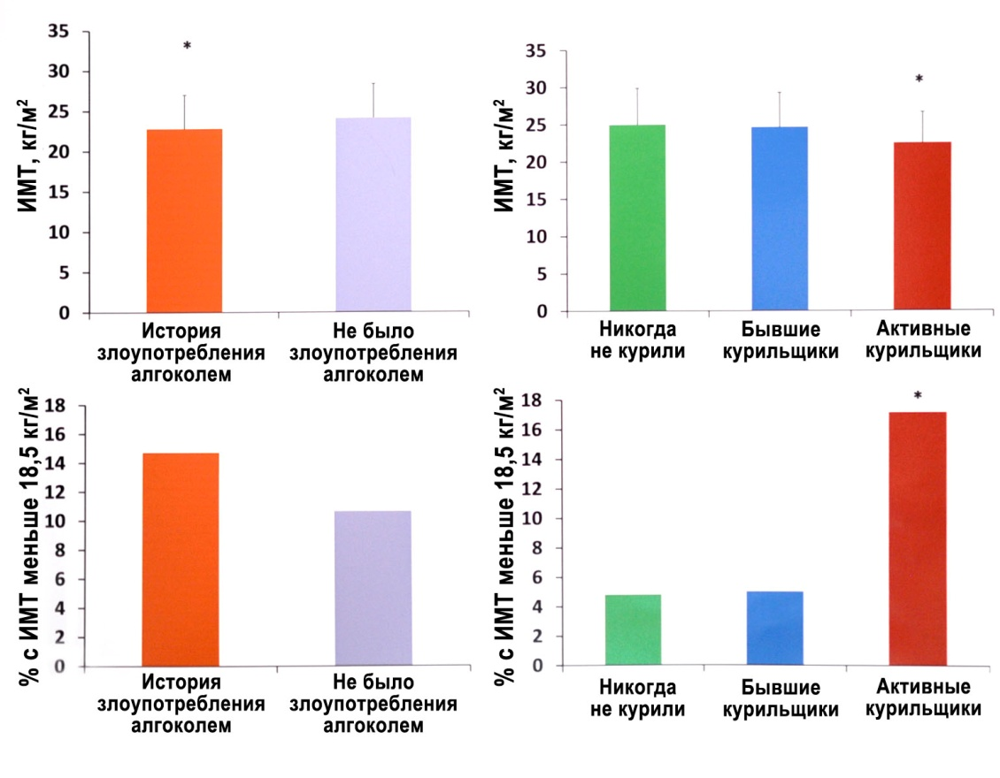 ИМТ, кг/м²
35
30
25
20
15
10
5
0
*
История
злоупотребления
алгоколем
Не было
злоупотребления
алгоколем
ИМТ, кг/м²
35
30
25
20
15
10
5
0
*
Никогда
не курили
Бывшие
курильщики
Активные
курильщики
% с ИМТ меньше 18,5 кг/м²
18
16
14
12
10
8
6
4
2
0
История
злоупотребления
алгоколем
Не было
злоупотребления
алгоколем
% с ИМТ меньше 18,5 кг/м²
18
16
14
12
10
8
6
4
2
0
*
Никогда
не курили
Бывшие
курильщики
Активные
курильщики